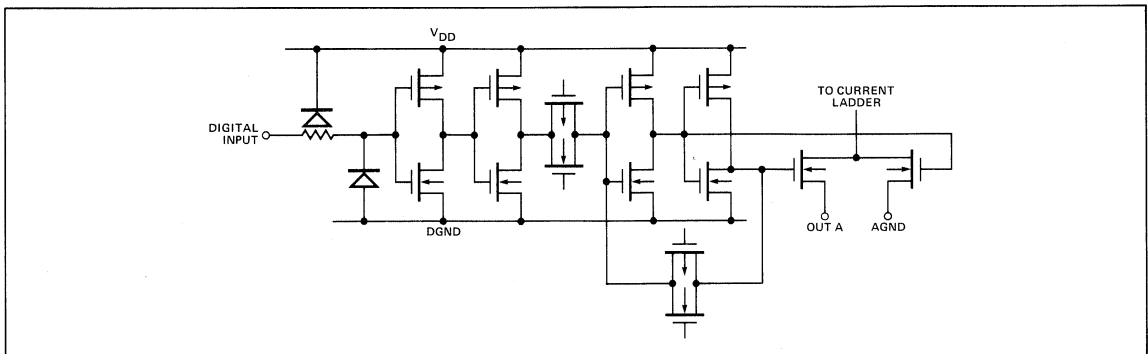 V_DD
TO CURRENT
LADDER
DIGITAL
INPUT
DGND
OUT A
AGND